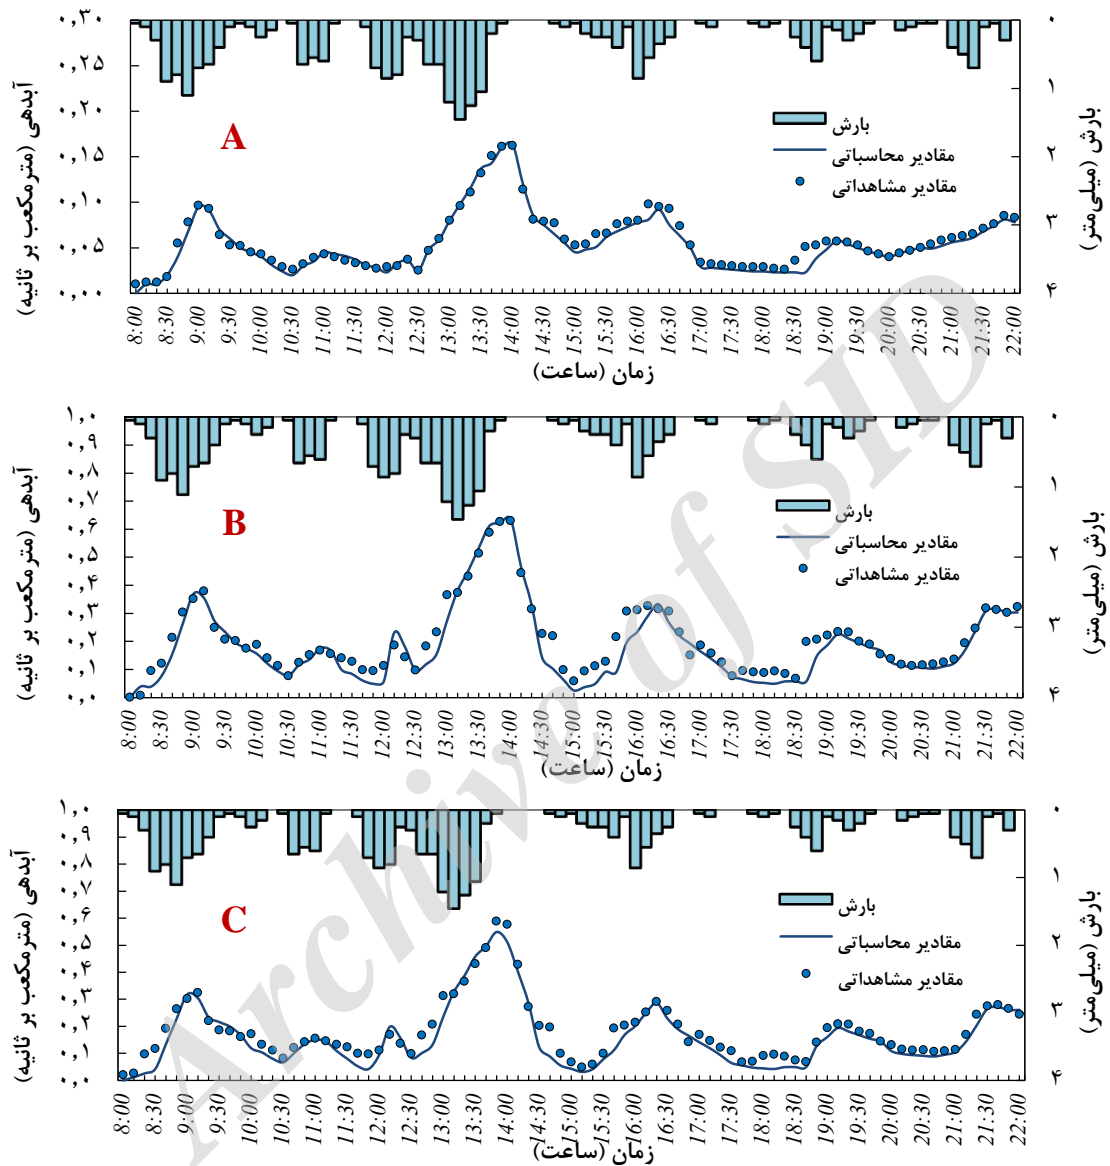 ۰٫۳۰
۰٫۲۵
۰٫۲۰
۰٫۱۵
۰٫۱۰
۰٫۰۵
۰٫۰۰
آبدهی (مترمکعب بر ثانیه)
A
بارش
مقادیر محاسباتی
مقادیر مشاهداتی
۰
۱
۲
۳
۴
بارش (میلی‌متر)
8:00 8:30 9:00 9:30 10:00 10:30 11:00 11:30 12:00 12:30 13:00 13:30 14:00 14:30 15:00 15:30 16:00 16:30 17:00 17:30 18:00 18:30 19:00 19:30 20:00 20:30 21:00 21:30 22:00
زمان (ساعت)
۱٫۰
۰٫۹
۰٫۸
۰٫۷
۰٫۶
۰٫۵
۰٫۴
۰٫۳
۰٫۲
۰٫۱
۰٫۰
آبدهی (مترمکعب بر ثانیه)
B
بارش
مقادیر محاسباتی
مقادیر مشاهداتی
۰
۱
۲
۳
۴
بارش (میلی‌متر)
8:00 8:30 9:00 9:30 10:00 10:30 11:00 11:30 12:00 12:30 13:00 13:30 14:00 14:30 15:00 15:30 16:00 16:30 17:00 17:30 18:00 18:30 19:00 19:30 20:00 20:30 21:00 21:30 22:00
زمان (ساعت)
۱٫۰
۰٫۹
۰٫۸
۰٫۷
۰٫۶
۰٫۵
۰٫۴
۰٫۳
۰٫۲
۰٫۱
۰٫۰
آبدهی (مترمکعب بر ثانیه)
C
بارش
مقادیر محاسباتی
مقادیر مشاهداتی
۰
۱
۲
۳
۴
بارش (میلی‌متر)
8:00 8:30 9:00 9:30 10:00 10:30 11:00 11:30 12:00 12:30 13:00 13:30 14:00 14:30 15:00 15:30 16:00 16:30 17:00 17:30 18:00 18:30 19:00 19:30 20:00 20:30 21:00 21:30 22:00
زمان (ساعت)
Archive of SID